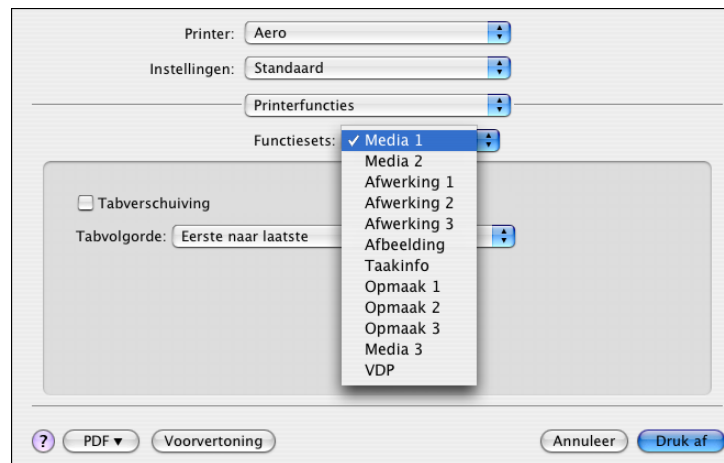 Printer: Aero
Instellingen: Standaard
Printerfuncties
Functiesets: ✓ Media 1
Media 2
Afwerking 1
Afwerking 2
Afwerking 3
Afbeelding
Taakinfo
Opmaak 1
Opmaak 2
Opmaak 3
Media 3
VDP
Tabverschuiving
Tabvolgorde: Eerste naar laatste
? PDF ▼ Voorvertoning Annuleer Druk af